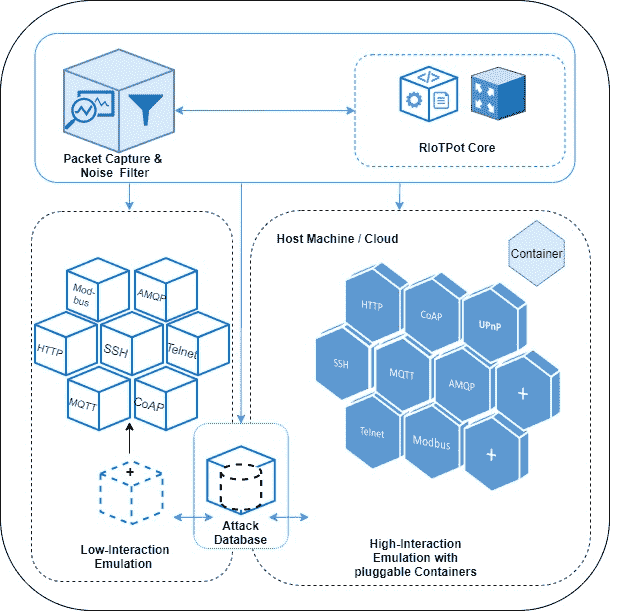 </>
Packet Capture &
Noise Filter
RIoTPot Core
Host Machine / Cloud
Container
Mod-
bus
AMQP
HTTP
SSH
Telnet
MQTT
CoAP
+
Low-Interaction
Emulation
Attack
Database
HTTP
CoAP
UPnP
SSH
MQTT
AMQP
+
Telnet
Modbus
+
High-Interaction
Emulation with
pluggable Containers